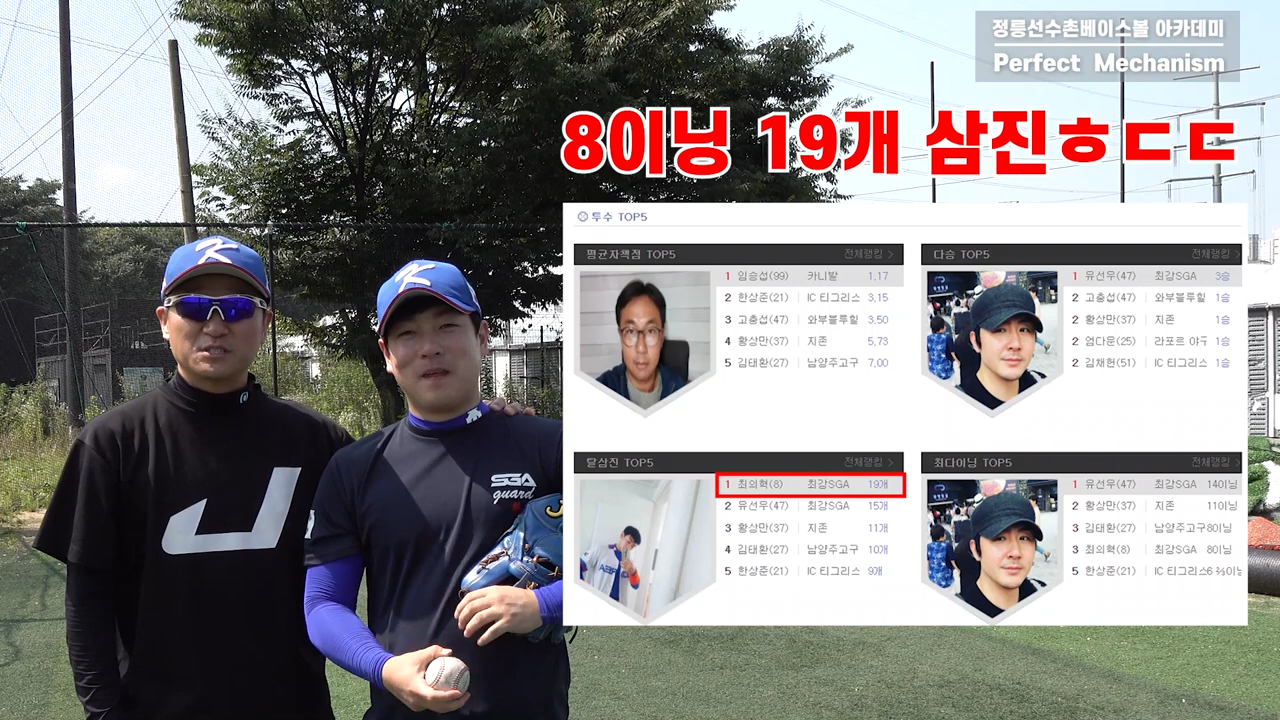 정릉선수촌베이스볼 아카데미
Perfect Mechanism
8이닝 19개 삼진ㅎㄷㄷ
투수 TOP5
평균자책점 TOP5 전체랭킹 >
1 임승섭(99) 카니발 1.17
2 한상준(21) IC 티그리스 3.15
3 고충섭(47) 와부블루힐 3.50
4 황상만(37) 지존 5.73
5 김태환(27) 남양주고구 7.00
다승 TOP5 전체랭킹 >
1 유선우(47) 최강SGA 3승
2 고충섭(47) 와부블루힐 1승
2 황상만(37) 지존 1승
2 엄다운(25) 라포르 야구 1승
2 김채현(51) IC 티그리스 1승
탈삼진 TOP5 전체랭킹 >
1 최의혁(8) 최강SGA 19개
2 유선우(47) 최강SGA 15개
3 황상만(37) 지존 11개
4 김태환(27) 남양주고구 10개
5 한상준(21) IC 티그리스 9개
최다이닝 TOP5 전체랭킹 >
1 유선우(47) 최강SGA 14이닝
2 황상만(37) 지존 11이닝
3 김태환(27) 남양주고구 8이닝
3 최의혁(8) 최강SGA 8이닝
5 한상준(21) IC 티그리스 6 ⅔이닝
K
K
J
SGA
guard